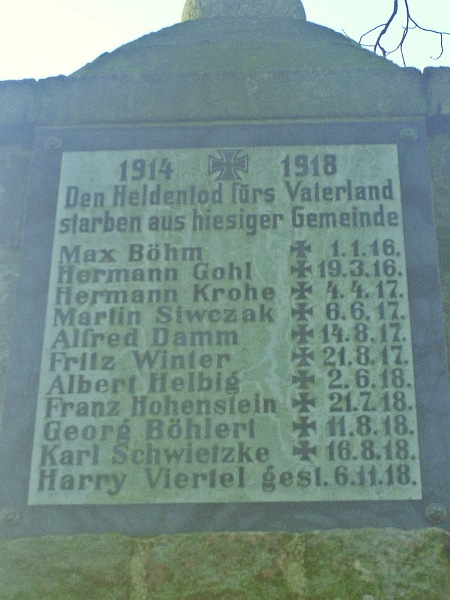 1914 ✠ 1918
Den Heldentod fürs Vaterland
starben aus hiesiger Gemeinde
Max Böhm ✠ 1.1.16.
Hermann Gohl ✠ 19.3.16.
Hermann Krohe ✠ 4.4.17.
Martin Siwczak ✠ 6.6.17.
Alfred Damm ✠ 14.8.17.
Fritz Winter ✠ 21.8.17.
Albert Helbig ✠ 2.6.18.
Franz Hohenstein ✠ 21.7.18.
Georg Böhlert ✠ 11.8.18.
Karl Schwietzke ✠ 16.8.18.
Harry Viertel gest. 6.11.18.